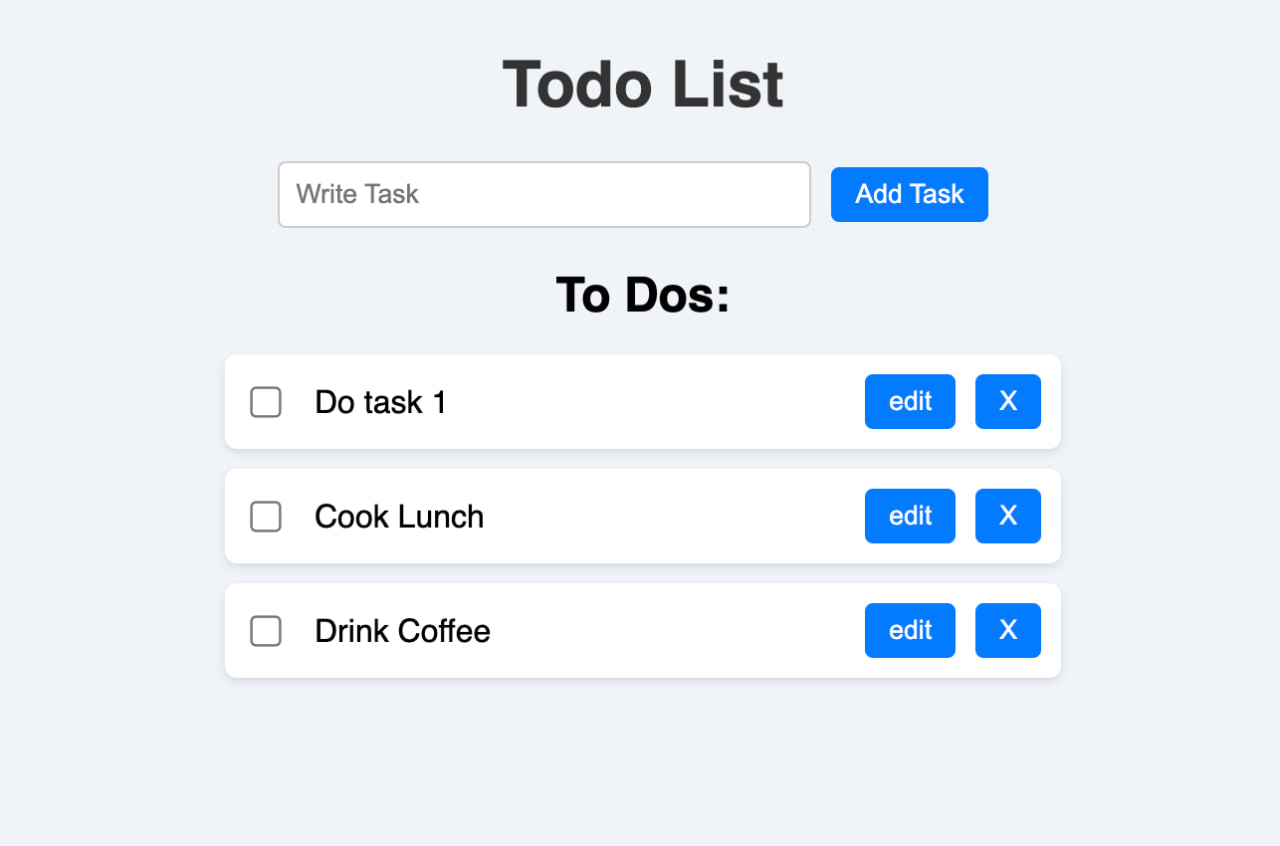 Todo List
Write Task Add Task
To Dos:
Do task 1 edit X
Cook Lunch edit X
Drink Coffee edit X